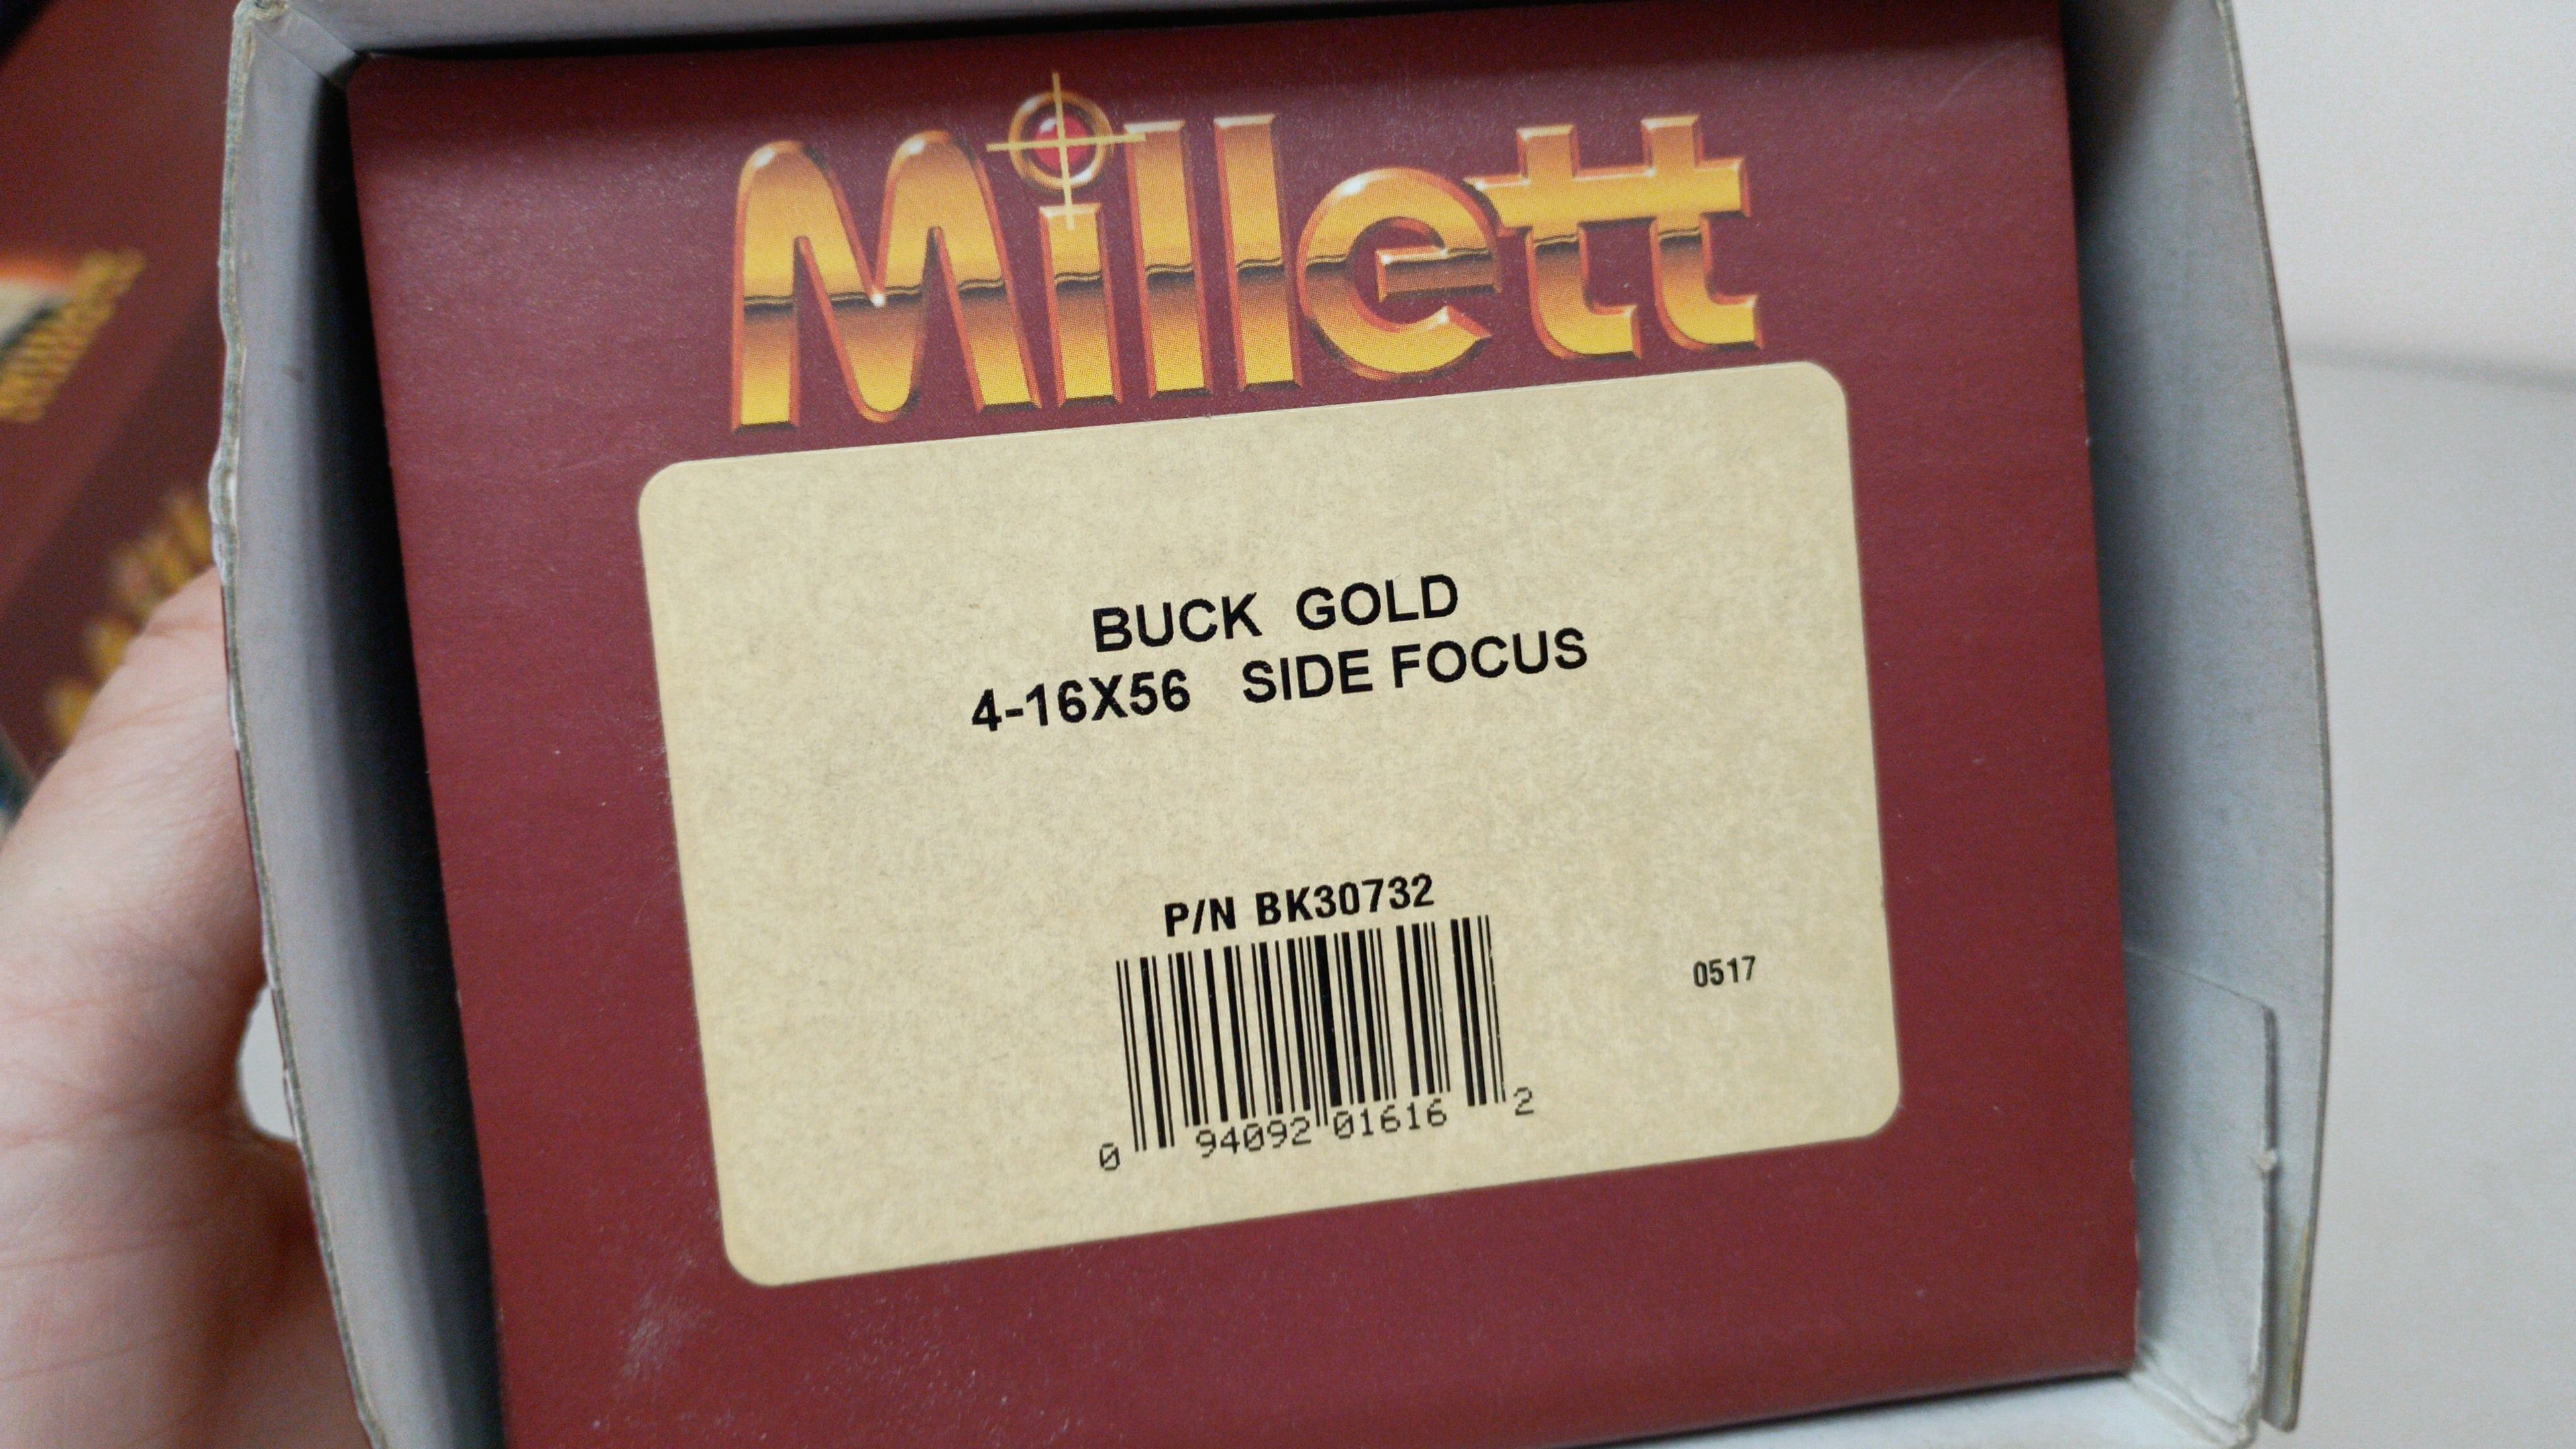 Millett
BUCK GOLD
4-16X56 SIDE FOCUS
P/N BK30732
0517
0 94092 01616 2